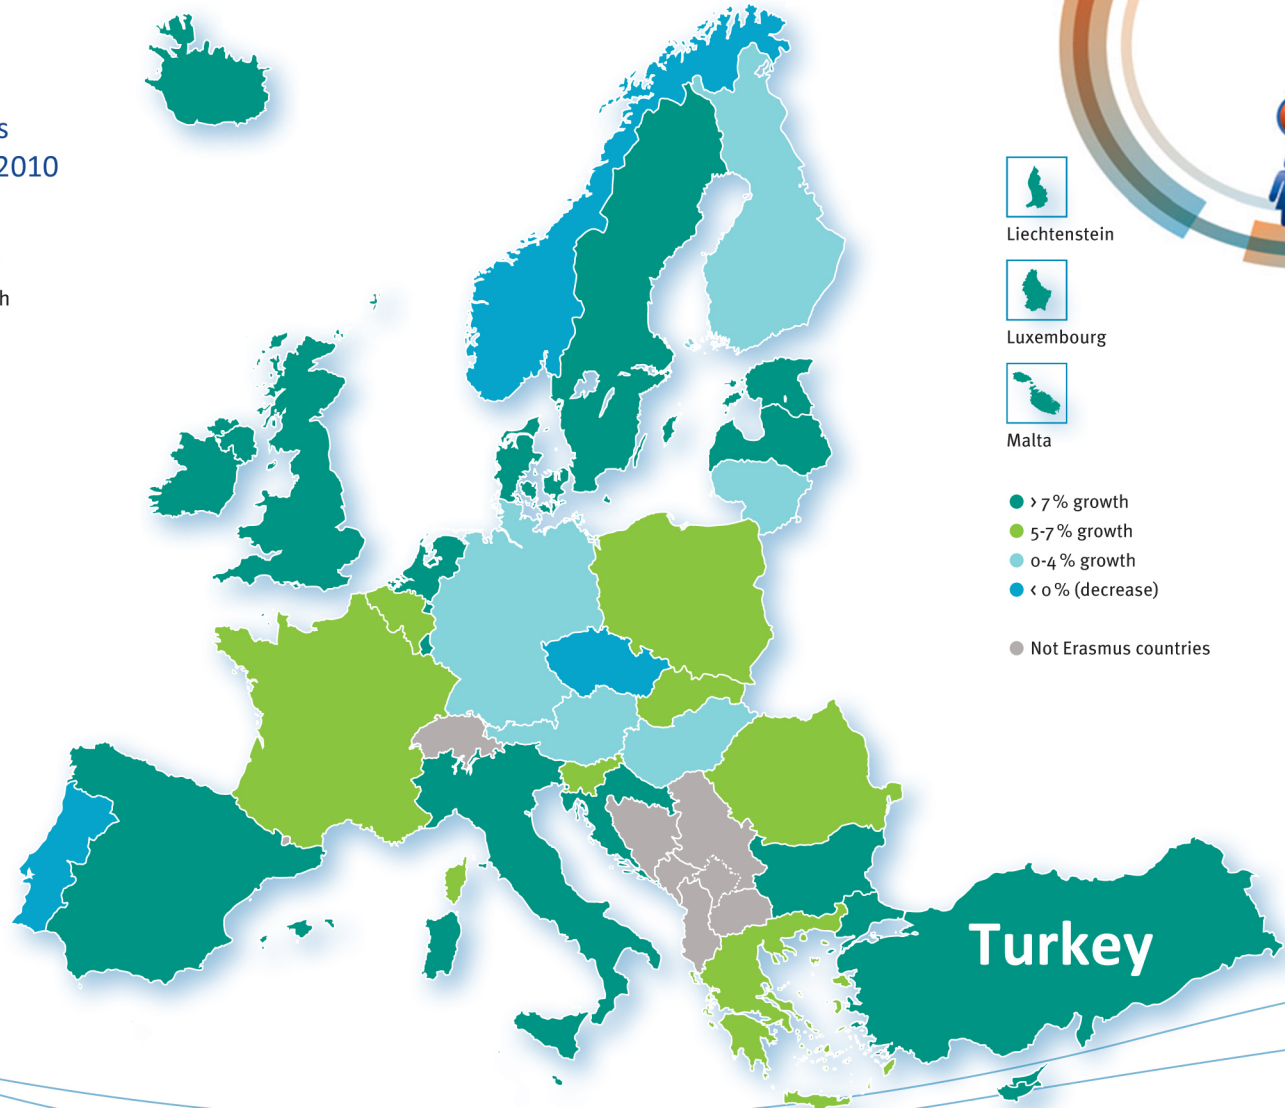 s
2010
h
Liechtenstein
Luxembourg
Malta
> 7 % growth
5-7 % growth
0-4 % growth
< 0 % (decrease)
Not Erasmus countries
Turkey